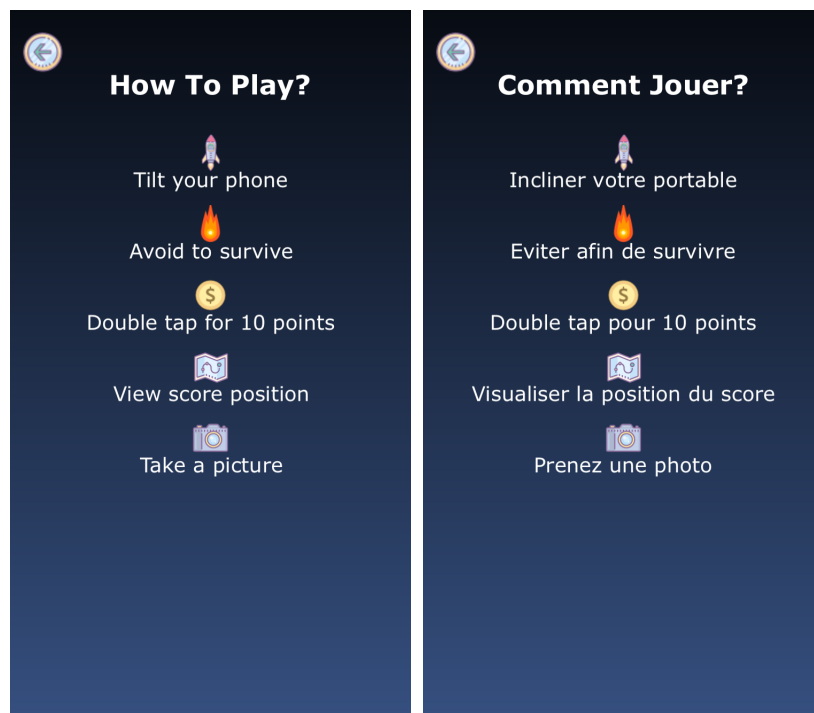 How To Play?
Tilt your phone
Avoid to survive
$
Double tap for 10 points
View score position
Take a picture
Comment Jouer?
Incliner votre portable
Eviter afin de survivre
$
Double tap pour 10 points
Visualiser la position du score
Prenez une photo